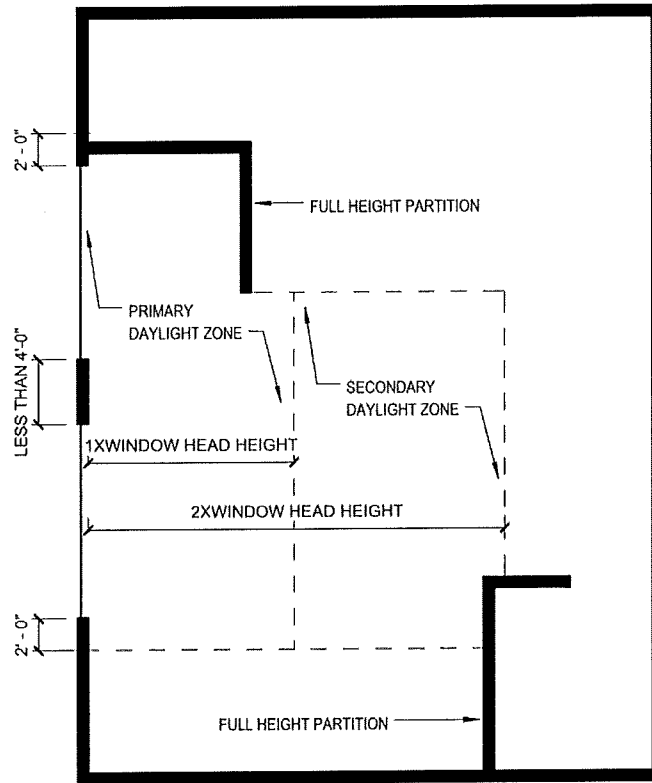 2' - 0"
FULL HEIGHT PARTITION
PRIMARY
DAYLIGHT ZONE
LESS THAN 4'-0"
SECONDARY
DAYLIGHT ZONE
1XWINDOW HEAD HEIGHT
2XWINDOW HEAD HEIGHT
2' - 0"
FULL HEIGHT PARTITION